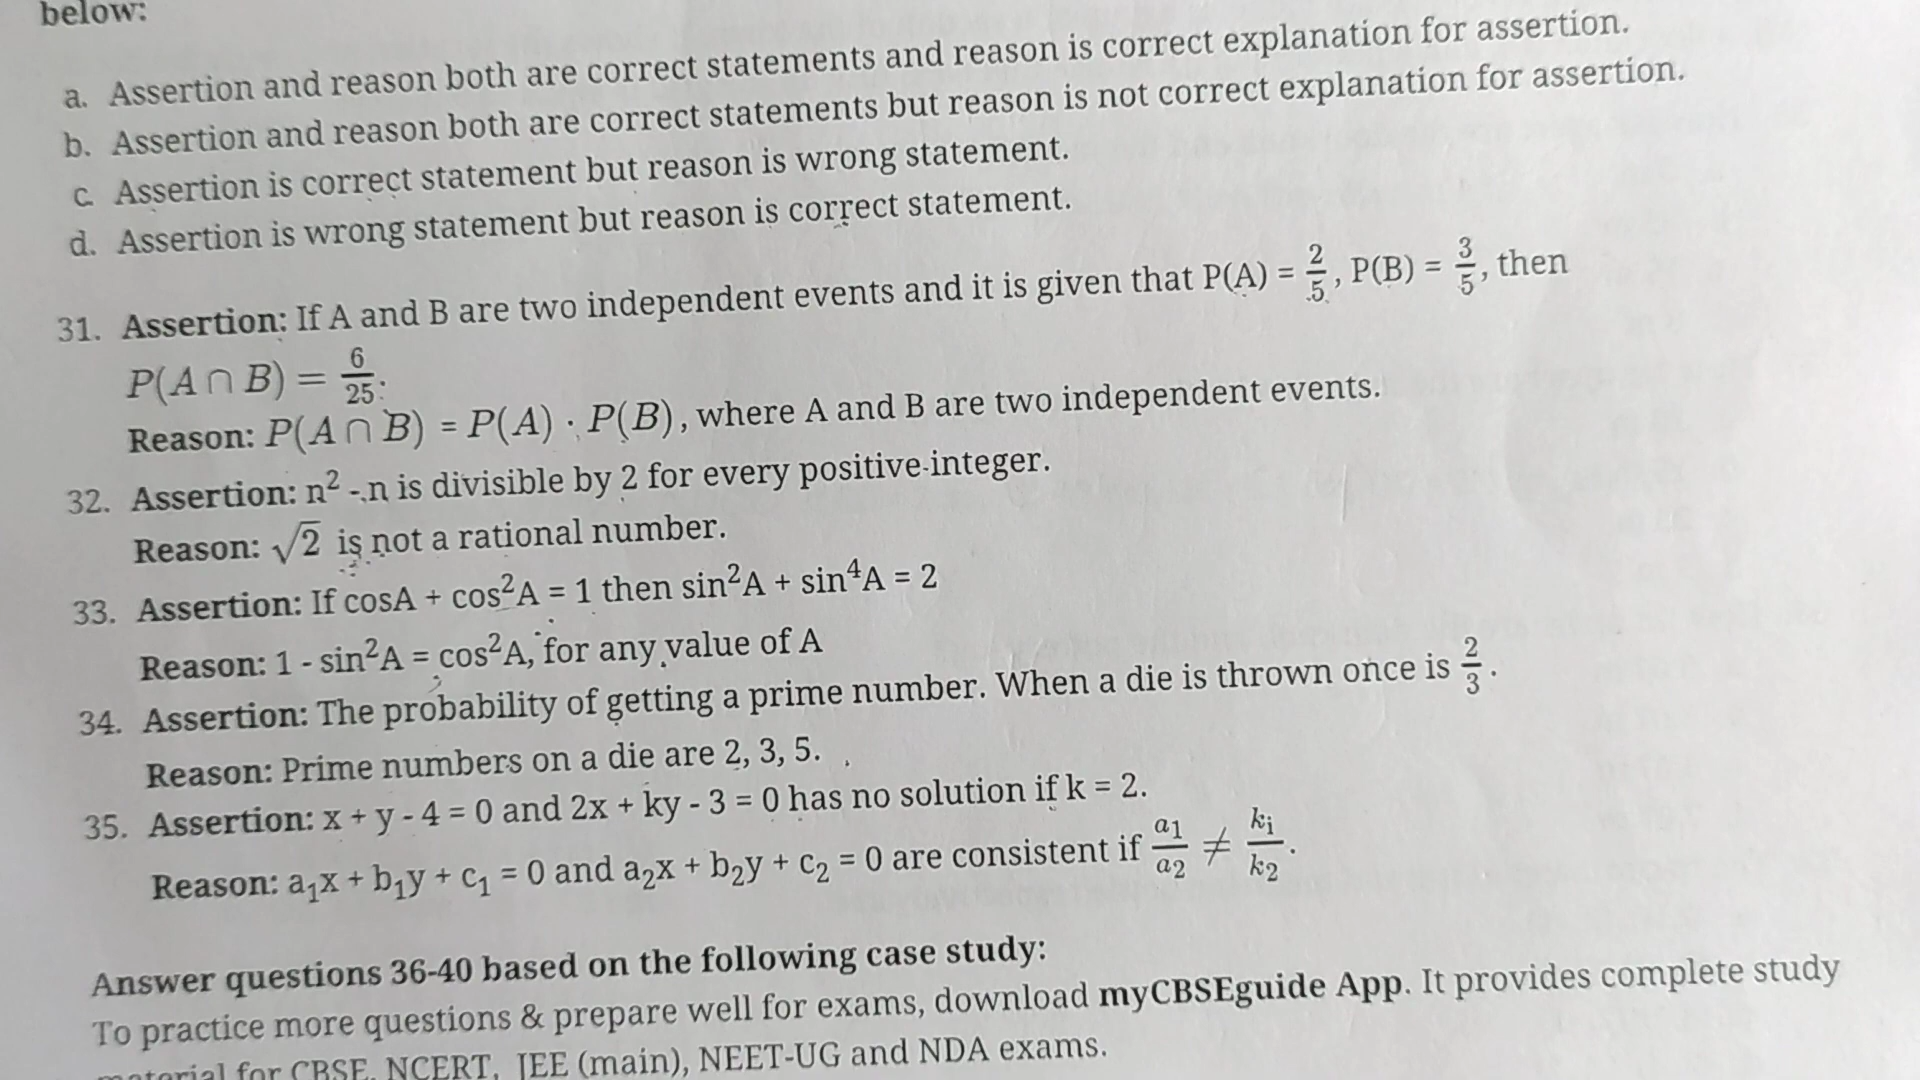 below:
a. Assertion and reason both are correct statements and reason is correct explanation for assertion.
b. Assertion and reason both are correct statements but reason is not correct explanation for assertion.
c. Assertion is correct statement but reason is wrong statement.
d. Assertion is wrong statement but reason is correct statement.
31. Assertion: If A and B are two independent events and it is given that P(A) = 2/5, P(B) = 3/5, then
P(A ∩ B) = 6/25.
Reason: P(A ∩ B) = P(A) · P(B), where A and B are two independent events.
32. Assertion: n² - n is divisible by 2 for every positive integer.
Reason: √2 is not a rational number.
33. Assertion: If cosA + cos²A = 1 then sin²A + sin⁴A = 2
Reason: 1 - sin²A = cos²A, for any value of A
34. Assertion: The probability of getting a prime number. When a die is thrown once is 2/3.
Reason: Prime numbers on a die are 2, 3, 5.
35. Assertion: x + y - 4 = 0 and 2x + ky - 3 = 0 has no solution if k = 2.
Reason: a₁x + b₁y + c₁ = 0 and a₂x + b₂y + c₂ = 0 are consistent if a₁/a₂ ≠ kᵢ/k₂.
Answer questions 36-40 based on the following case study:
To practice more questions & prepare well for exams, download myCBSEguide App. It provides complete study
material for CBSE, NCERT, JEE (main), NEET-UG and NDA exams.